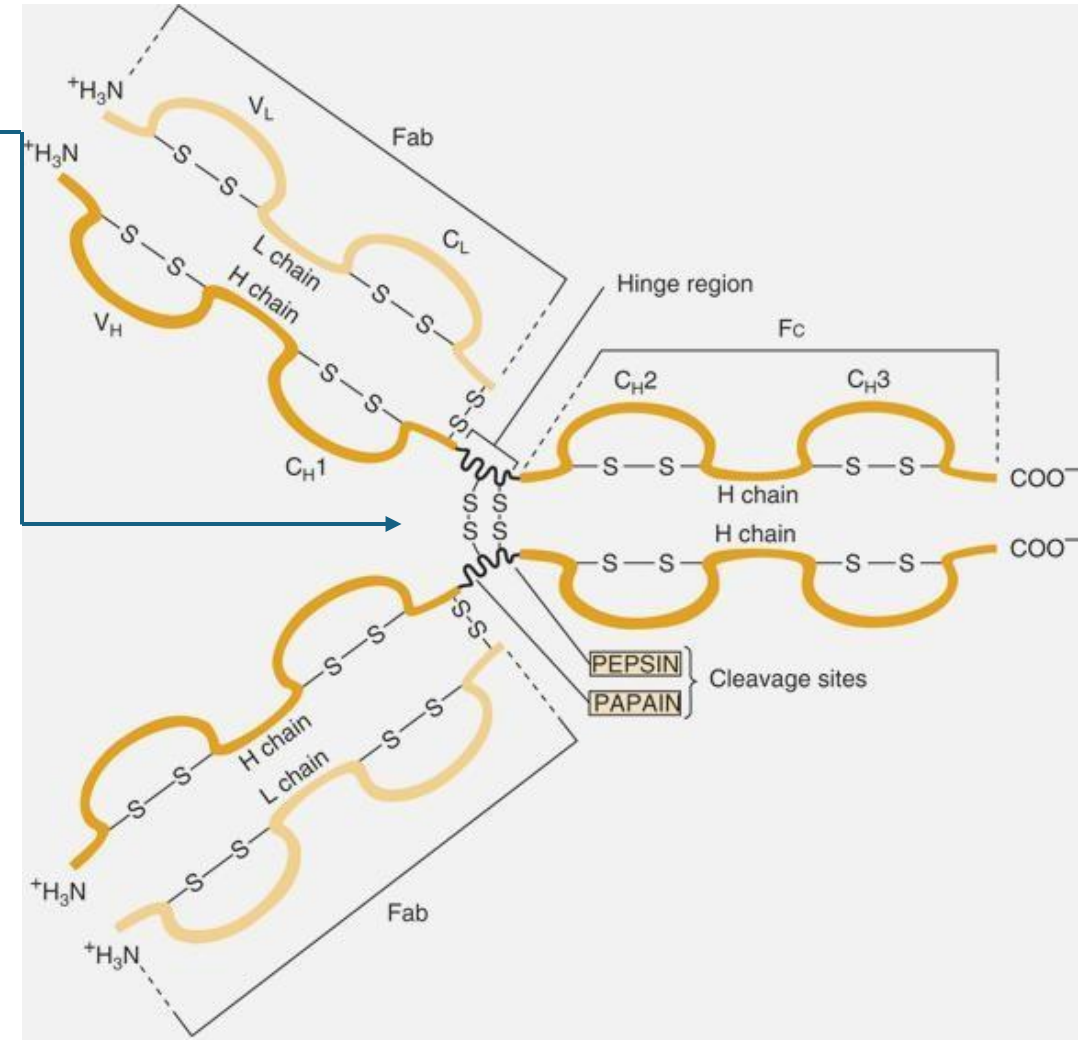 ⁺H₃N
V_L
Fab
⁺H₃N
S
S
C_L
S
L chain
S
H chain
Hinge region
S
S
V_H
Fc
S
S
C_H2
C_H3
S
S
C_H1
S – S
S – S
COO⁻
H chain
S
S
S
S
H chain
COO⁻
S – S
S – S
S
S
S
S
PEPSIN
Cleavage sites
PAPAIN
S
H chain
S
L chain
S
S
S
S
⁺H₃N
Fab
⁺H₃N